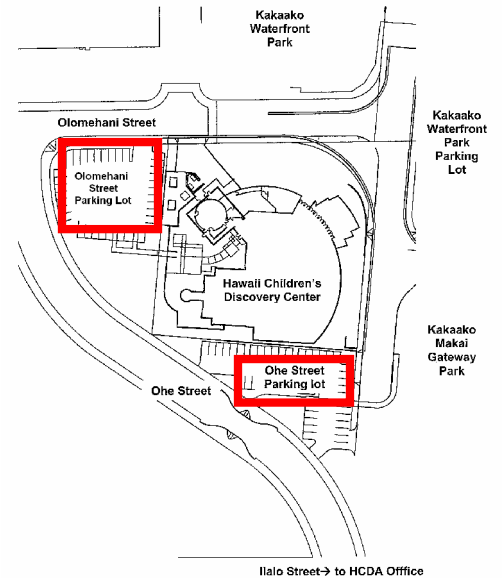 Kakaako
Waterfront
Park
Olomehani Street
Kakaako
Waterfront
Park
Parking
Lot
Olomehani
Street
Parking Lot
Hawaii Children's
Discovery Center
Kakaako
Makai
Gateway
Park
Ohe Street
Parking lot
Ohe Street
Ilalo Street→ to HCDA Offfice